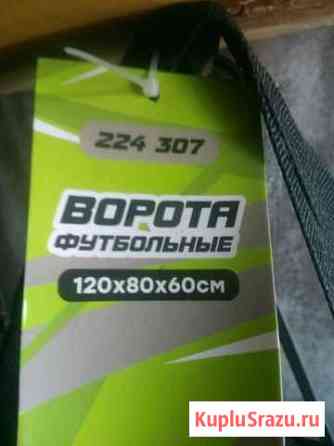 224 307
ВОРОТА
ФУТБОЛЬНЫЕ
120x80x60см
KupluSrazu.ru